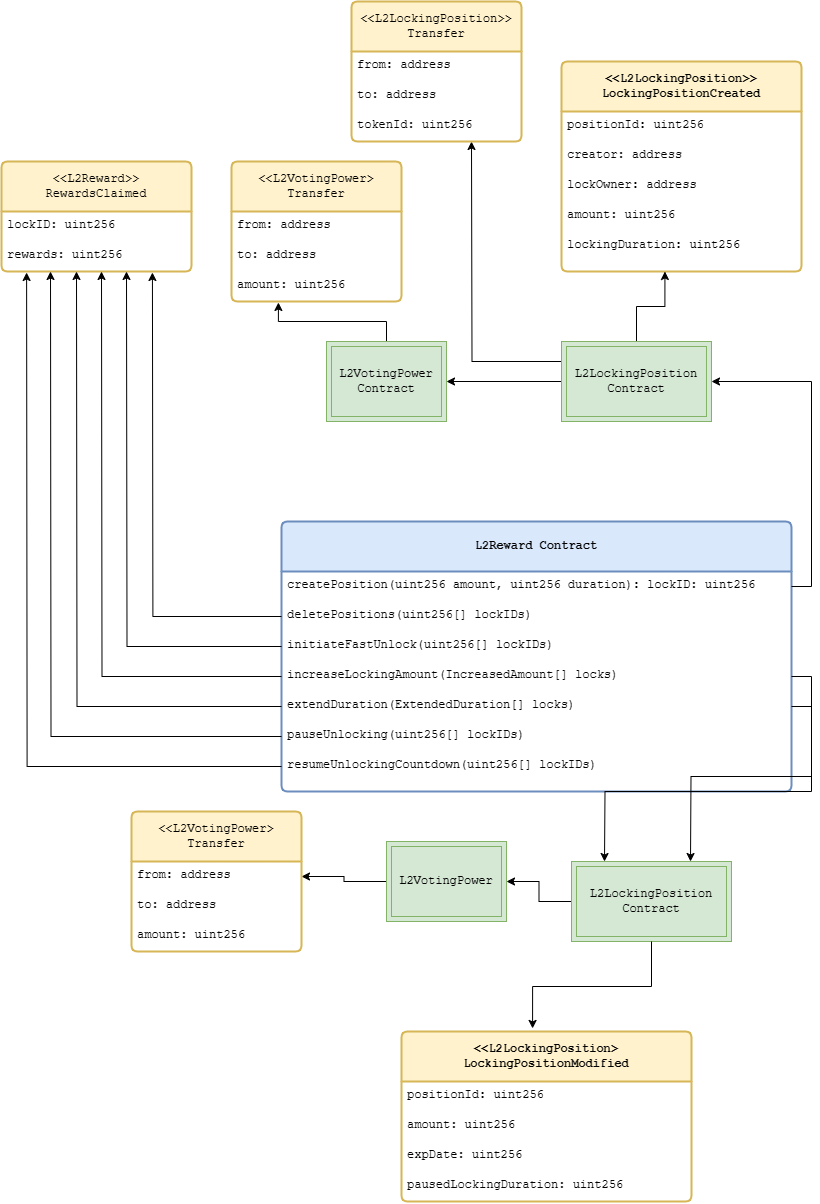 <<L2LockingPosition>>
Transfer
from: address
to: address
tokenId: uint256
<<L2LockingPosition>>
LockingPositionCreated
positionId: uint256
creator: address
lockOwner: address
amount: uint256
lockingDuration: uint256
<<L2Reward>>
RewardsClaimed
lockID: uint256
rewards: uint256
<<L2VotingPower>
Transfer
from: address
to: address
amount: uint256
L2VotingPower
Contract
L2LockingPosition
Contract
L2Reward Contract
createPosition(uint256 amount, uint256 duration): lockID: uint256
deletePositions(uint256[] lockIDs)
initiateFastUnlock(uint256[] lockIDs)
increaseLockingAmount(IncreasedAmount[] locks)
extendDuration(ExtendedDuration[] locks)
pauseUnlocking(uint256[] lockIDs)
resumeUnlockingCountdown(uint256[] lockIDs)
<<L2VotingPower>
Transfer
from: address
to: address
amount: uint256
L2VotingPower
L2LockingPosition
Contract
<<L2LockingPosition>
LockingPositionModified
positionId: uint256
amount: uint256
expDate: uint256
pausedLockingDuration: uint256